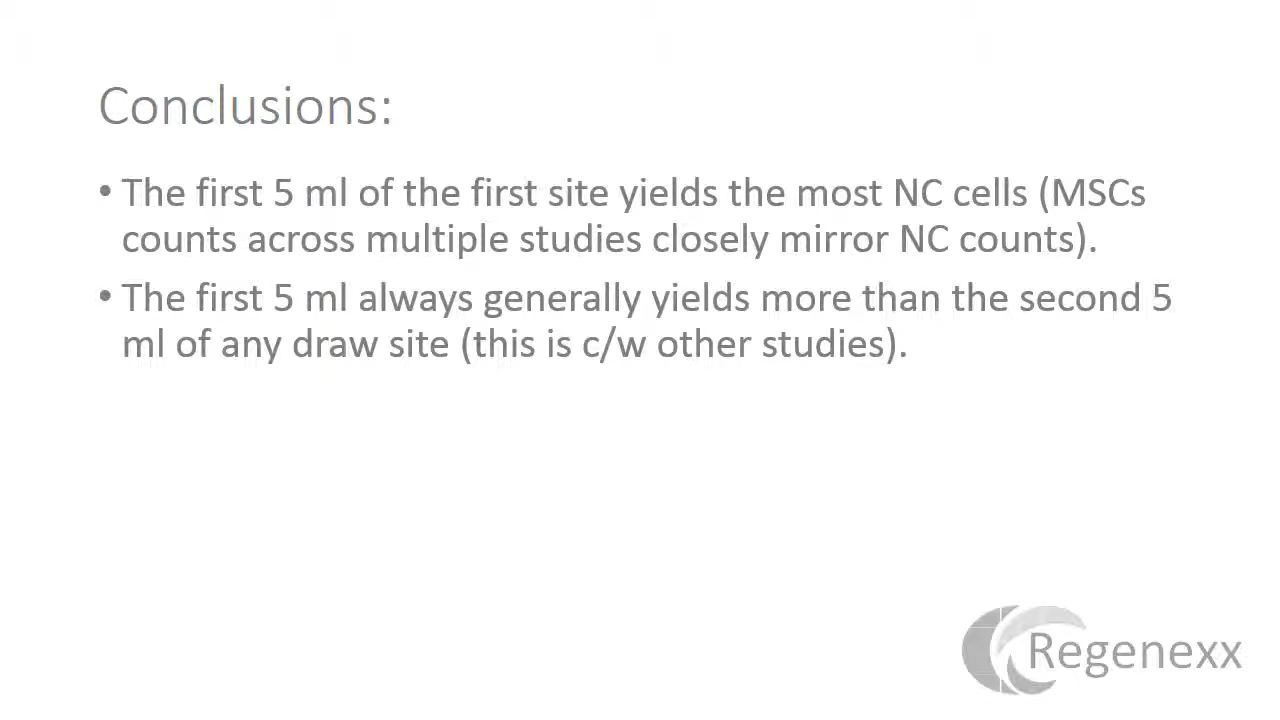 Conclusions:
• The first 5 ml of the first site yields the most NC cells (MSCs
counts across multiple studies closely mirror NC counts).
• The first 5 ml always generally yields more than the second 5
ml of any draw site (this is c/w other studies).
Regenexx